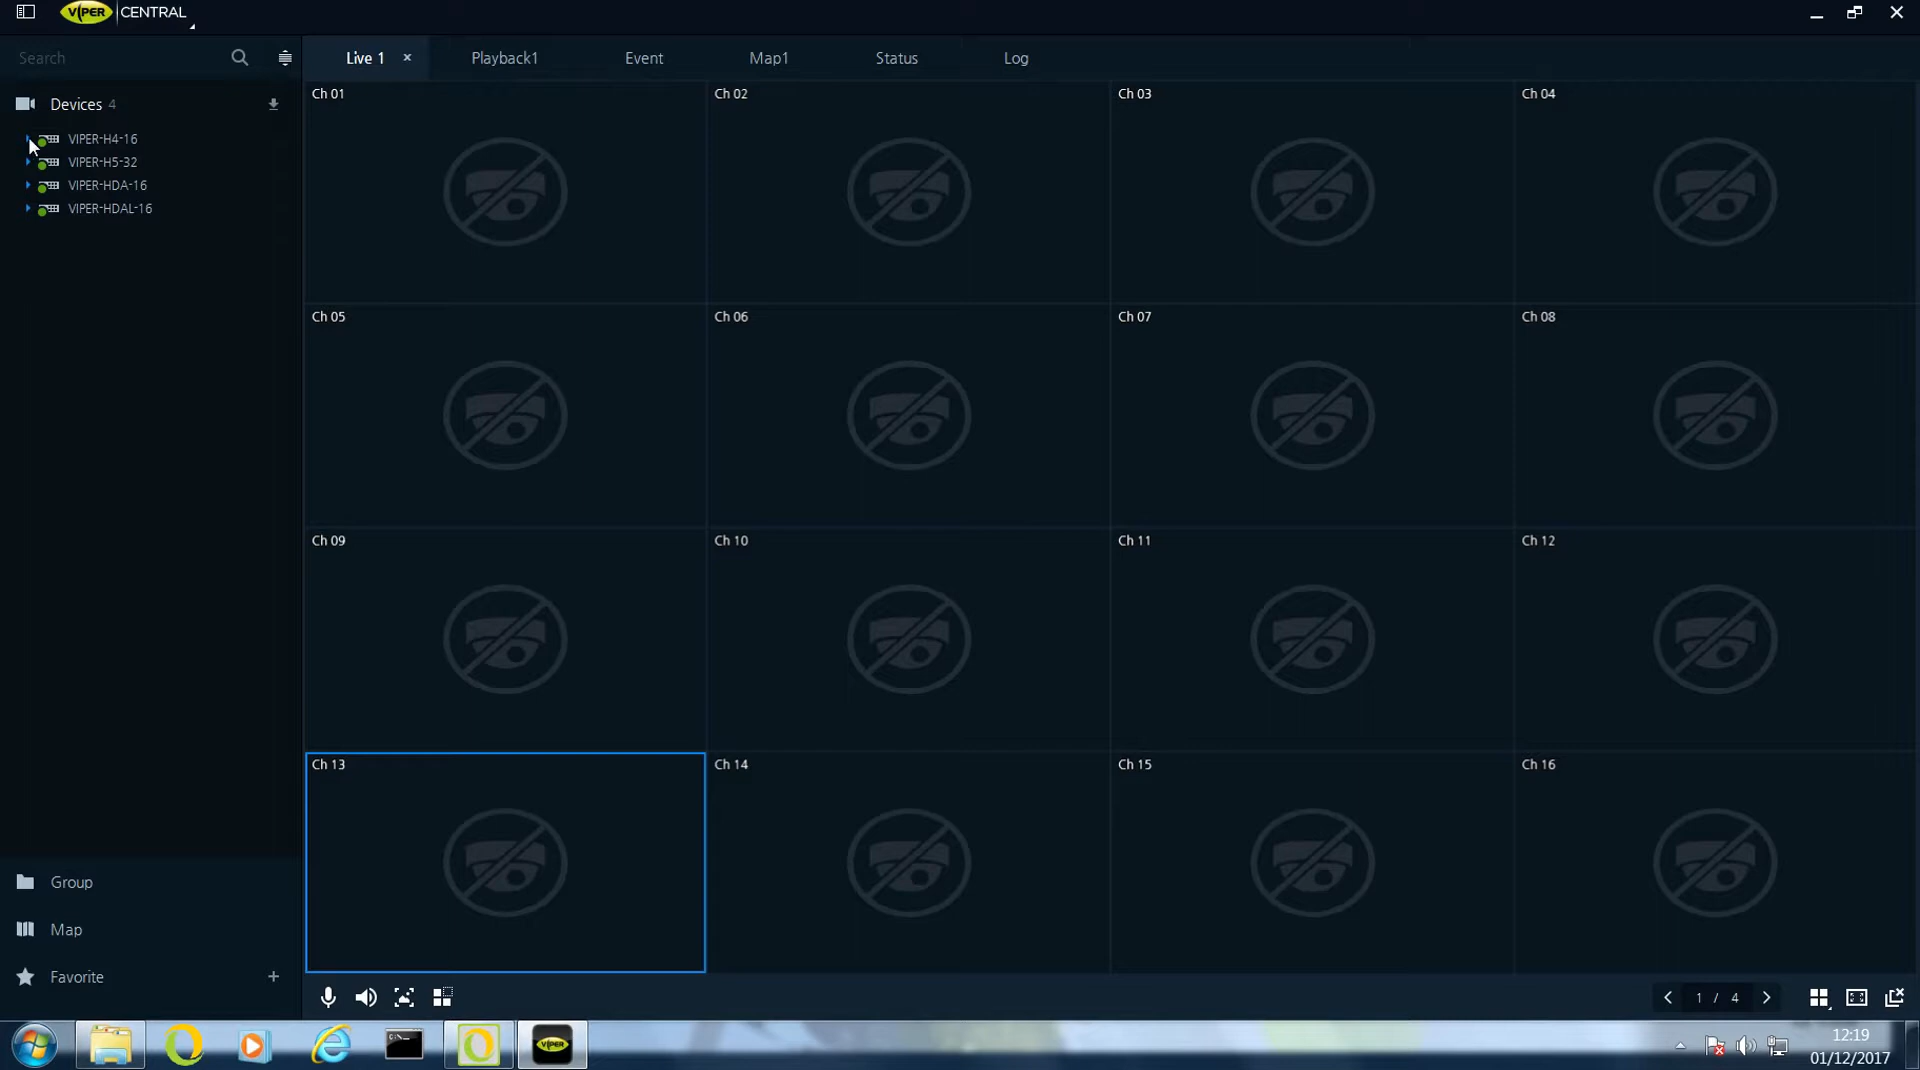 VIPER CENTRAL
Search
Live 1 ×
Playback1
Event
Map1
Status
Log
Devices 4
VIPER-H4-16
VIPER-H5-32
VIPER-HDA-16
VIPER-HDAL-16
Ch 01
Ch 02
Ch 03
Ch 04
Ch 05
Ch 06
Ch 07
Ch 08
Ch 09
Ch 10
Ch 11
Ch 12
Ch 13
Ch 14
Ch 15
Ch 16
Group
Map
Favorite +
1 / 4
VIPER
12:19
01/12/2017